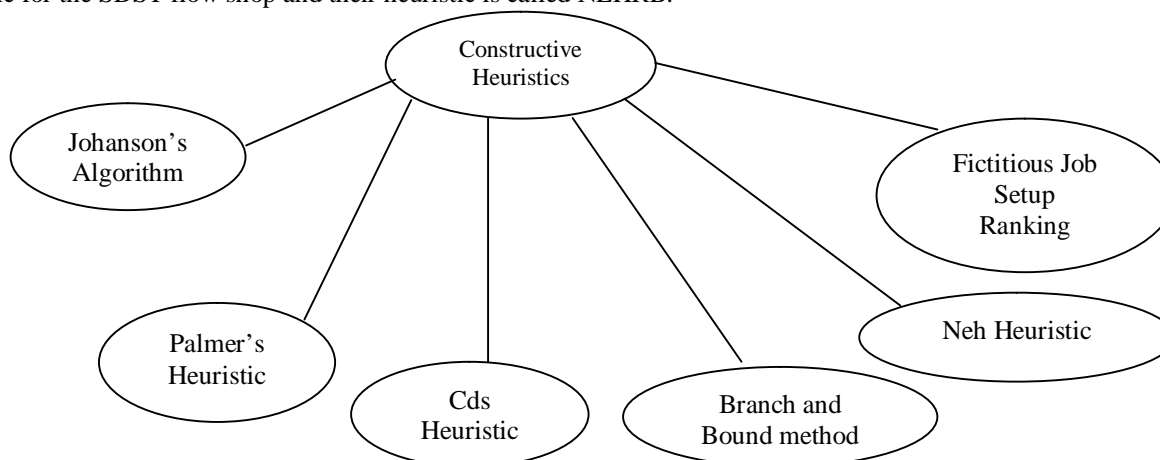 for the SDST flow shop and their heuristic is called NEHRB.
Constructive
Heuristics
Johanson’s
Algorithm
Fictitious Job
Setup
Ranking
Palmer’s
Heuristic
Cds
Heuristic
Branch and
Bound method
Neh Heuristic